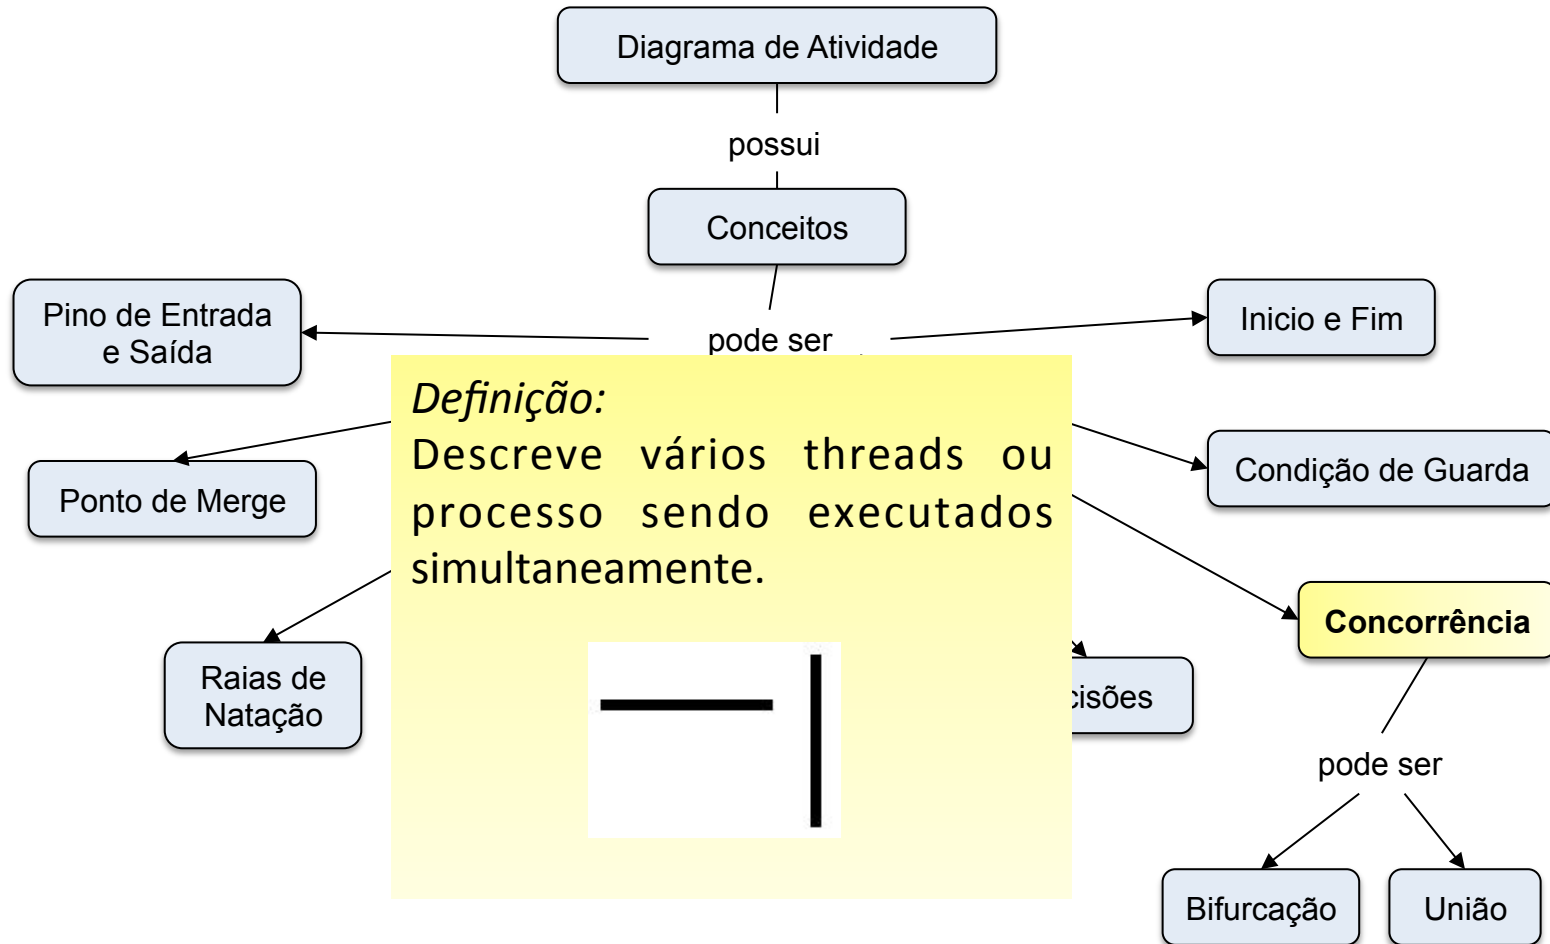 Diagrama de Atividade
possui
Conceitos
Pino de Entrada
e Saída
pode ser
Inicio e Fim
Definição:
Descreve vários threads ou
processo sendo executados
simultaneamente.
Ponto de Merge
Condição de Guarda
Concorrência
Raias de
Natação
cisões
pode ser
Bifurcação
União